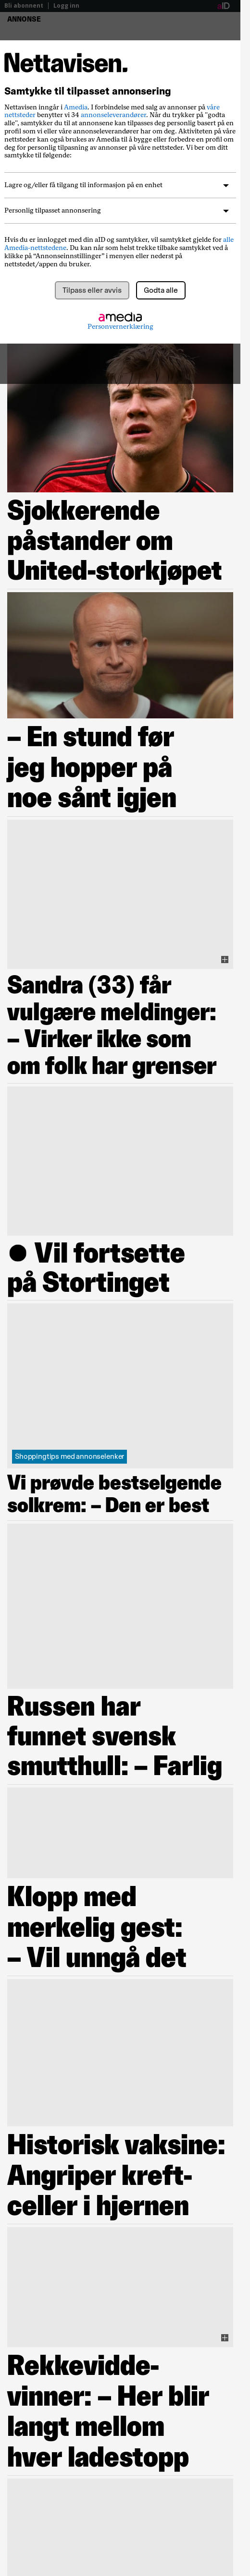 Bli abonnent | Logg inn
aID
ANNONSE
Nettavisen.
Samtykke til tilpasset annonsering
Nettavisen inngår i Amedia. I forbindelse med salg av annonser på våre
nettsteder benytter vi 34 annonseleverandører. Når du trykker på "godta
alle", samtykker du til at annonsene kan tilpasses deg personlig basert på en
profil som vi eller våre annonseleverandører har om deg. Aktiviteten på våre
nettsteder kan også brukes av Amedia til å bygge eller forbedre en profil om
deg for personlig tilpasning av annonser på våre nettsteder. Vi ber om ditt
samtykke til følgende:
Lagre og/eller få tilgang til informasjon på en enhet
Personlig tilpasset annonsering
Hvis du er innlogget med din aID og samtykker, vil samtykket gjelde for alle
Amedia-nettstedene. Du kan når som helst trekke tilbake samtykket ved å
klikke på “Annonseinnstillinger” i menyen eller nederst på
nettstedet/appen du bruker.
Tilpass eller avvis
Godta alle
amedia
Personvernerklæring
Sjokkerende
påstander om
United-storkjøpet
– En stund før
jeg hopper på
noe sånt igjen
Sandra (33) får
vulgære meldinger:
– Virker ikke som
om folk har grenser
● Vil fortsette
på Stortinget
Shoppingtips med annonselenker
Vi prøvde bestselgende
solkrem: – Den er best
Russen har
funnet svensk
smutthull: – Farlig
Klopp med
merkelig gest:
– Vil unngå det
Historisk vaksine:
Angriper kreft-
celler i hjernen
Rekkevidde-
vinner: – Her blir
langt mellom
hver ladestopp